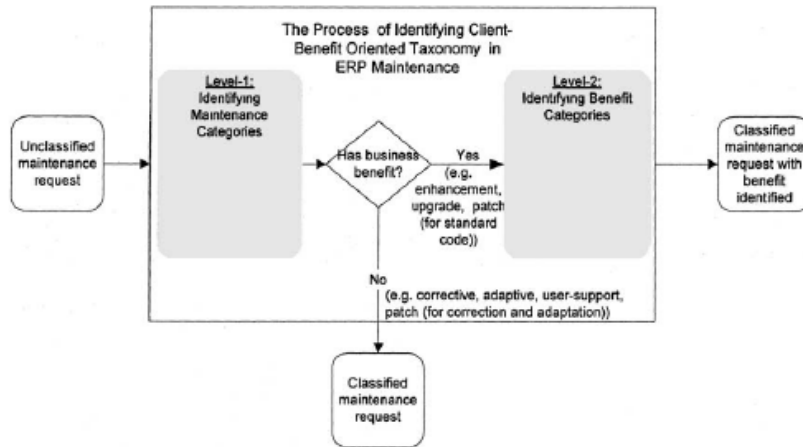 The Process of Identifying Client-
Benefit Oriented Taxonomy in
ERP Maintenance
Level-1:
Identifying
Maintenance
Categories
Level-2:
Identifying Benefit
Categories
Unclassified
maintenance
request
Has business
benefit?
Yes
(e.g.
enhancement,
upgrade, patch
(for standard
code))
Classified
maintenance
request with
benefit
identified
No
(e.g. corrective, adaptive, user-support,
patch (for correction and adaptation))
Classified
maintenance
request